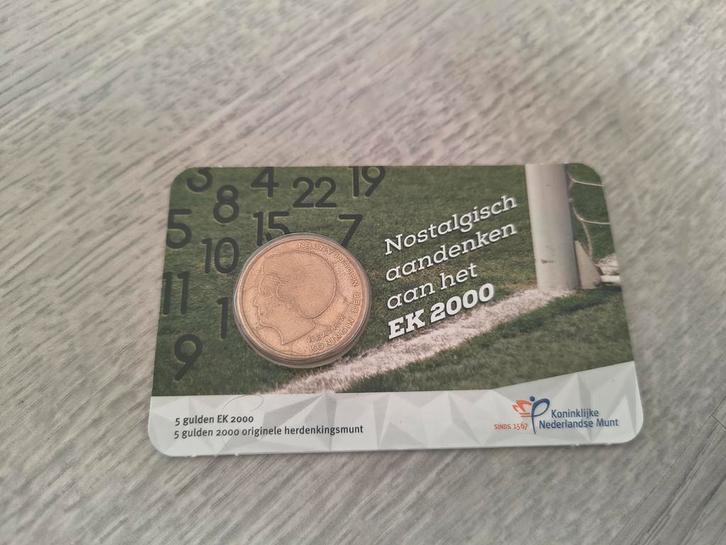 3
4
19
8
22
5
15
7
10
11
1
9
Nostalgisch
aandenken
aan het
EK 2000
5 gulden EK 2000
5 gulden 2000 originele herdenkingsmunt
SINDS 1567
Koninklijke
Nederlandse Munt